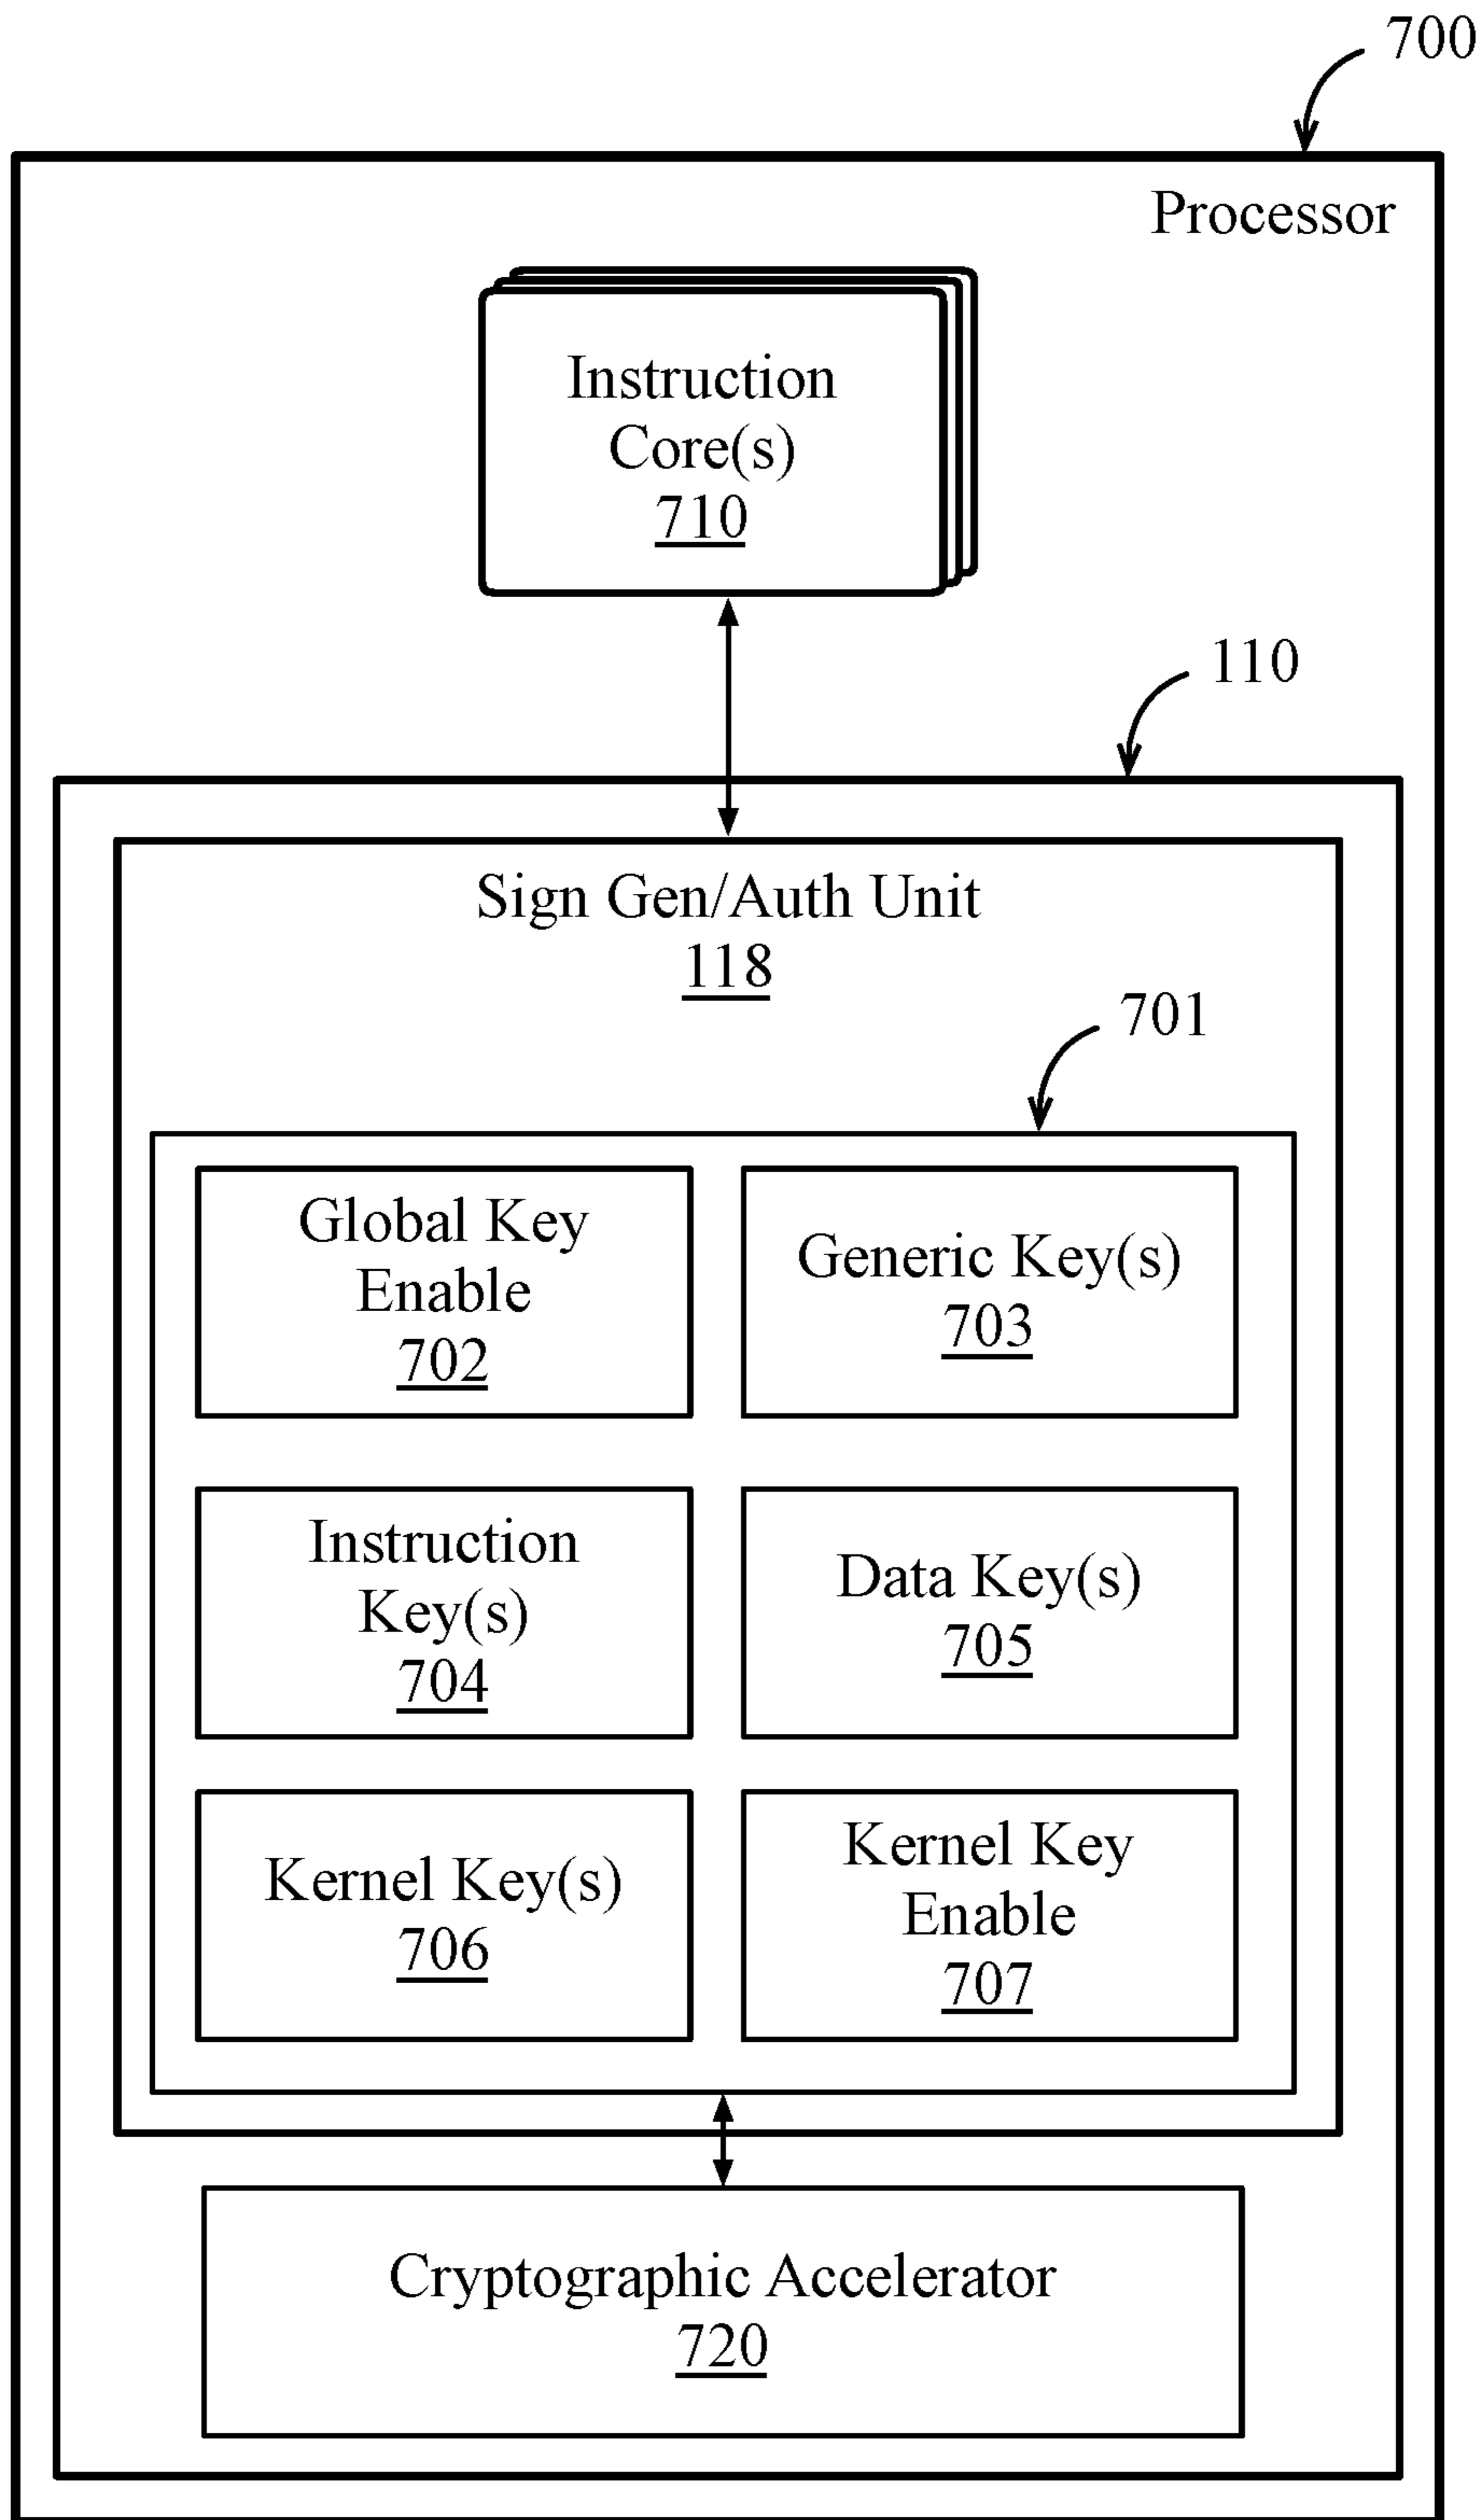 700
Processor
Instruction
Core(s)
710
110
Sign Gen/Auth Unit
118
701
Global Key
Enable
702
Generic Key(s)
703
Instruction
Key(s)
704
Data Key(s)
705
Kernel Key(s)
706
Kernel Key
Enable
707
Cryptographic Accelerator
720